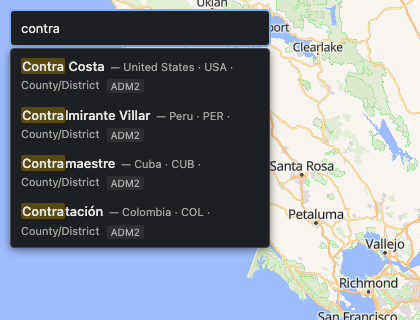 Ukiah
contra
port
Clearlake
Contra Costa — United States · USA ·
County/District ADM2
Contralmirante Villar — Peru · PER ·
County/District ADM2
Contramaestre — Cuba · CUB ·
County/District ADM2
Santa Rosa
Contratación — Colombia · COL ·
County/District ADM2
Petaluma
Vallejo
Richmond
San Francisco